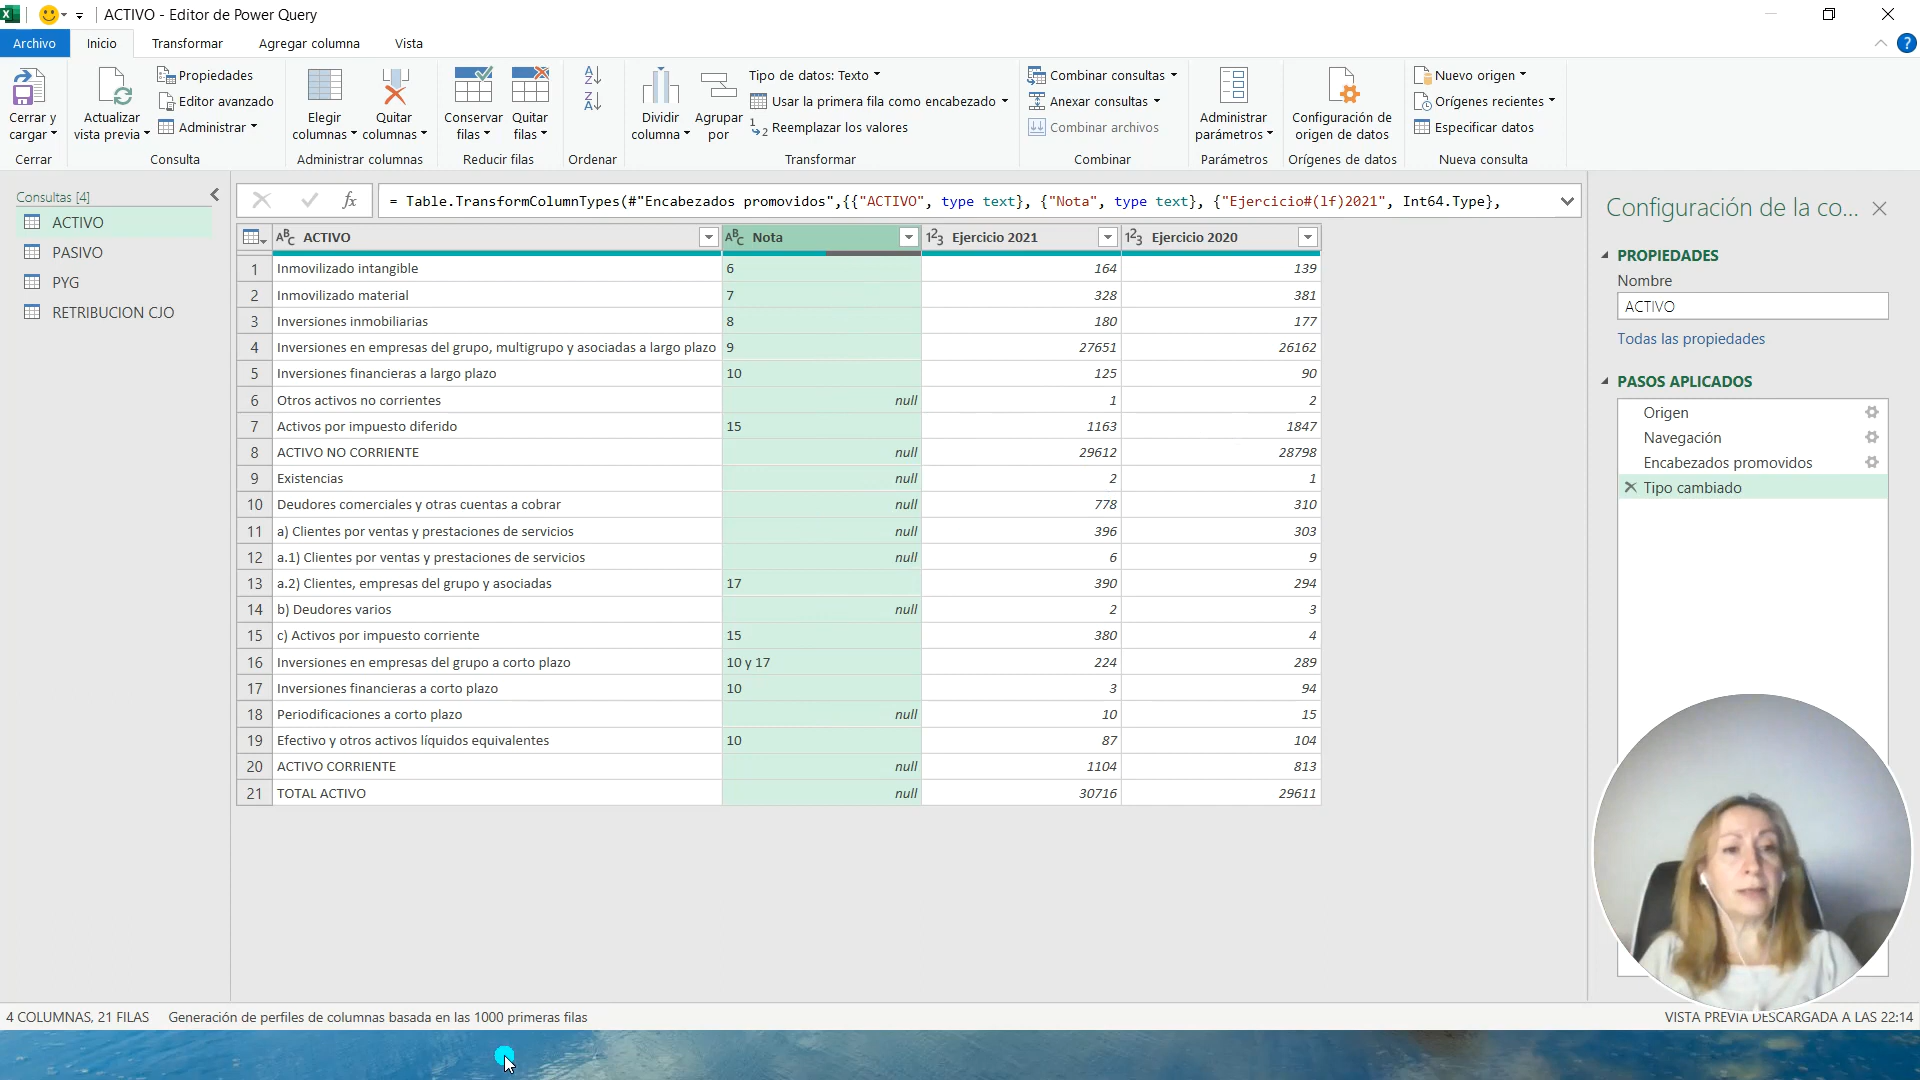 ACTIVO - Editor de Power Query
Archivo Inicio Transformar Agregar columna Vista
Cerrar y cargar
Actualizar vista previa
Propiedades
Editor avanzado
Administrar
Elegir columnas
Quitar columnas
Conservar filas
Quitar filas
Dividir columna
Agrupar por
Tipo de datos: Texto
Usar la primera fila como encabezado
Reemplazar los valores
Combinar consultas
Anexar consultas
Combinar archivos
Administrar parámetros
Configuración de origen de datos
Nuevo origen
Orígenes recientes
Especificar datos
Cerrar Consulta Administrar columnas Reducir filas Ordenar Transformar Combinar Parámetros Orígenes de datos Nueva consulta
Consultas [4]
ACTIVO
PASIVO
PYG
RETRIBUCION CJO
fx = Table.TransformColumnTypes(#"Encabezados promovidos",{{"ACTIVO", type text}, {"Nota", type text}, {"Ejercicio#(lf)2021", Int64.Type},
ABC ACTIVO ABC Nota 123 Ejercicio 2021 123 Ejercicio 2020
1 Inmovilizado intangible 6 164 139
2 Inmovilizado material 7 328 381
3 Inversiones inmobiliarias 8 180 177
4 Inversiones en empresas del grupo, multigrupo y asociadas a largo plazo 9 27651 26162
5 Inversiones financieras a largo plazo 10 125 90
6 Otros activos no corrientes null 1 2
7 Activos por impuesto diferido 15 1163 1847
8 ACTIVO NO CORRIENTE null 29612 28798
9 Existencias null 2 1
10 Deudores comerciales y otras cuentas a cobrar null 778 310
11 a) Clientes por ventas y prestaciones de servicios null 396 303
12 a.1) Clientes por ventas y prestaciones de servicios null 6 9
13 a.2) Clientes, empresas del grupo y asociadas 17 390 294
14 b) Deudores varios null 2 3
15 c) Activos por impuesto corriente 15 380 4
16 Inversiones en empresas del grupo a corto plazo 10 y 17 224 289
17 Inversiones financieras a corto plazo 10 3 94
18 Periodificaciones a corto plazo null 10 15
19 Efectivo y otros activos líquidos equivalentes 10 87 104
20 ACTIVO CORRIENTE null 1104 813
21 TOTAL ACTIVO null 30716 29611
Configuración de la co...
PROPIEDADES
Nombre
ACTIVO
Todas las propiedades
PASOS APLICADOS
Origen
Navegación
Encabezados promovidos
Tipo cambiado
4 COLUMNAS, 21 FILAS Generación de perfiles de columnas basada en las 1000 primeras filas
VISTA PREVIA DESCARGADA A LAS 22:14